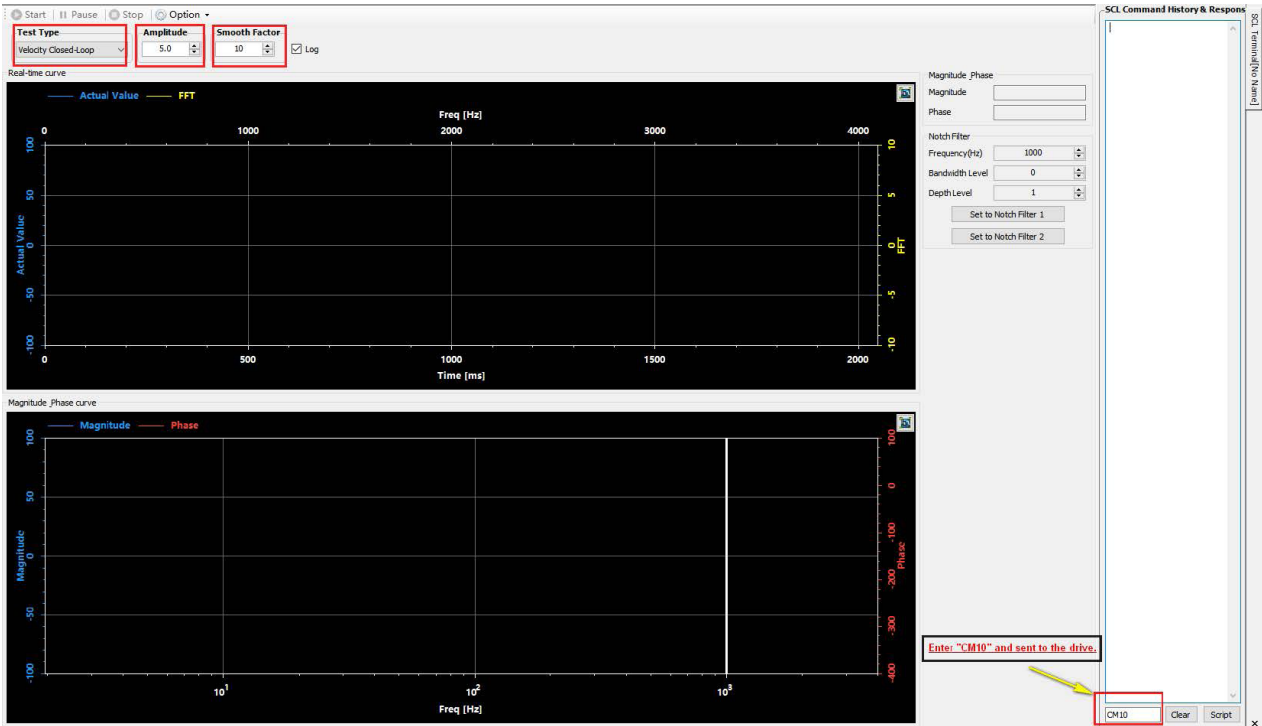 Start Pause Stop Option
Test Type Amplitude Smooth Factor
Velocity Closed-Loop 5.0 10 Log
Real-time curve
Actual Value FFT
Freq [Hz]
0 1000 2000 3000 4000
100 50 0 -50 -100
Actual Value
10 5 0 -5 -10
FFT
0 500 1000 1500 2000
Time [ms]
Magnitude_Phase curve
Magnitude Phase
100 50 0 -50 -100
Magnitude
100 0 -100 -200 -300 -400
Phase
10¹ 10² 10³
Freq [Hz]
Magnitude_Phase
Magnitude
Phase
Notch Filter
Frequency(Hz) 1000
Bandwidth Level 0
Depth Level 1
Set to Notch Filter 1
Set to Notch Filter 2
Enter "CM10" and sent to the drive.
SCL Command History & Respons
SCL Terminal[No Name]
CM10 Clear Script